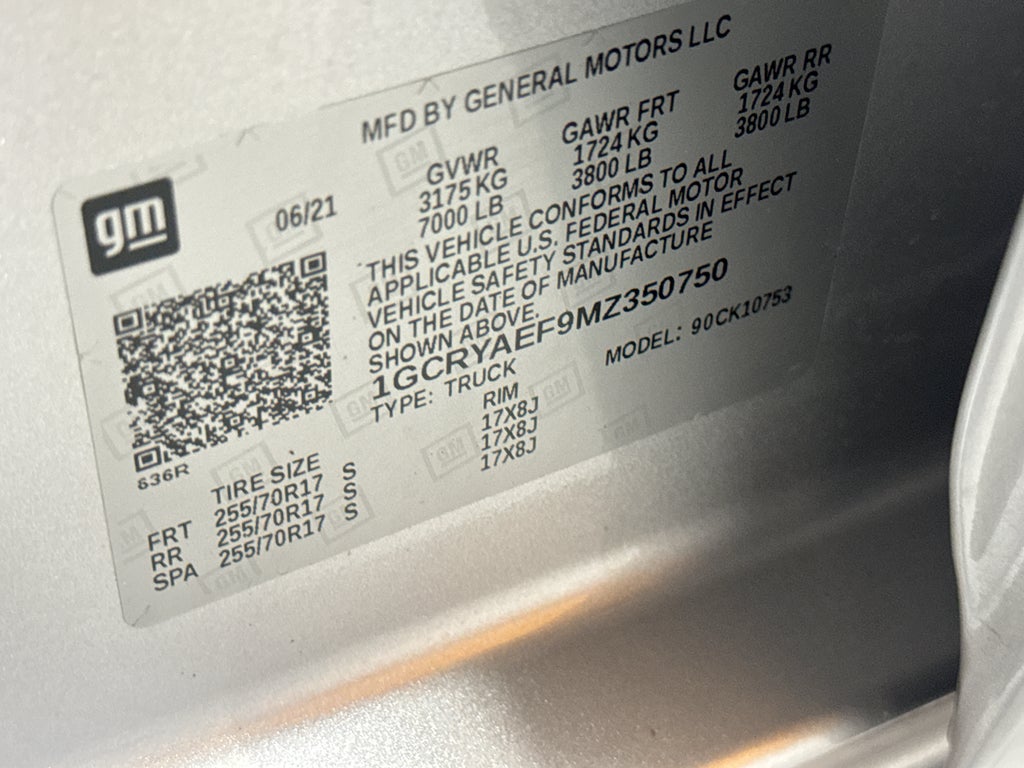 gm
06/21
MFD BY GENERAL MOTORS LLC
GVWR GAWR FRT GAWR RR
3175 KG 1724 KG 1724 KG
7000 LB 3800 LB 3800 LB
THIS VEHICLE CONFORMS TO ALL
APPLICABLE U.S. FEDERAL MOTOR
VEHICLE SAFETY STANDARDS IN EFFECT
ON THE DATE OF MANUFACTURE
SHOWN ABOVE.
1GCRYAEF9MZ350750
TYPE: TRUCK MODEL: 90CK10753
636R
TIRE SIZE RIM
FRT 255/70R17 S 17X8J
RR 255/70R17 S 17X8J
SPA 255/70R17 S 17X8J